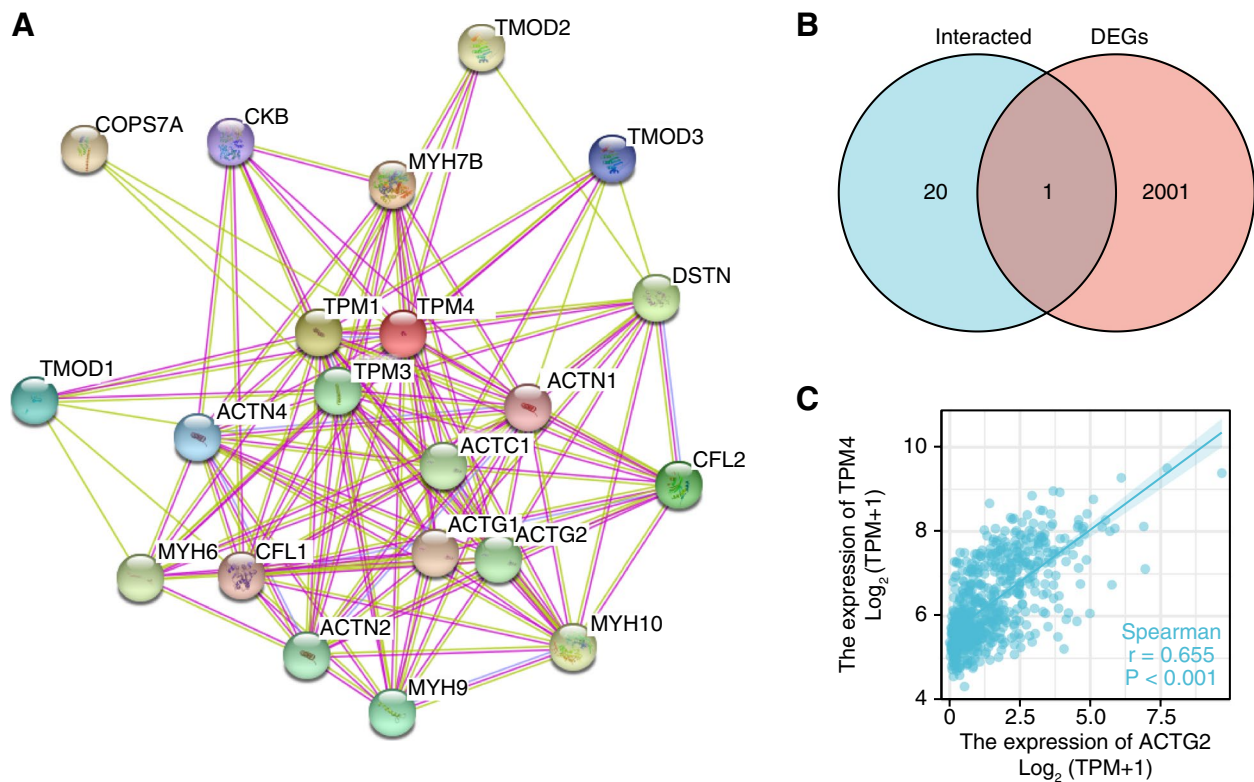 A
TMOD2
COPS7A
CKB
TMOD3
MYH7B
DSTN
TPM1
TPM4
TPM3
TMOD1
ACTN1
ACTN4
ACTC1
CFL2
ACTG1
ACTG2
MYH6
CFL1
ACTN2
MYH10
MYH9
B
Interacted
DEGs
20
1
2001
C
The expression of TPM4
Log2 (TPM+1)
10
8
6
4
Spearman
r = 0.655
P < 0.001
0
2.5
5.0
7.5
The expression of ACTG2
Log2 (TPM+1)